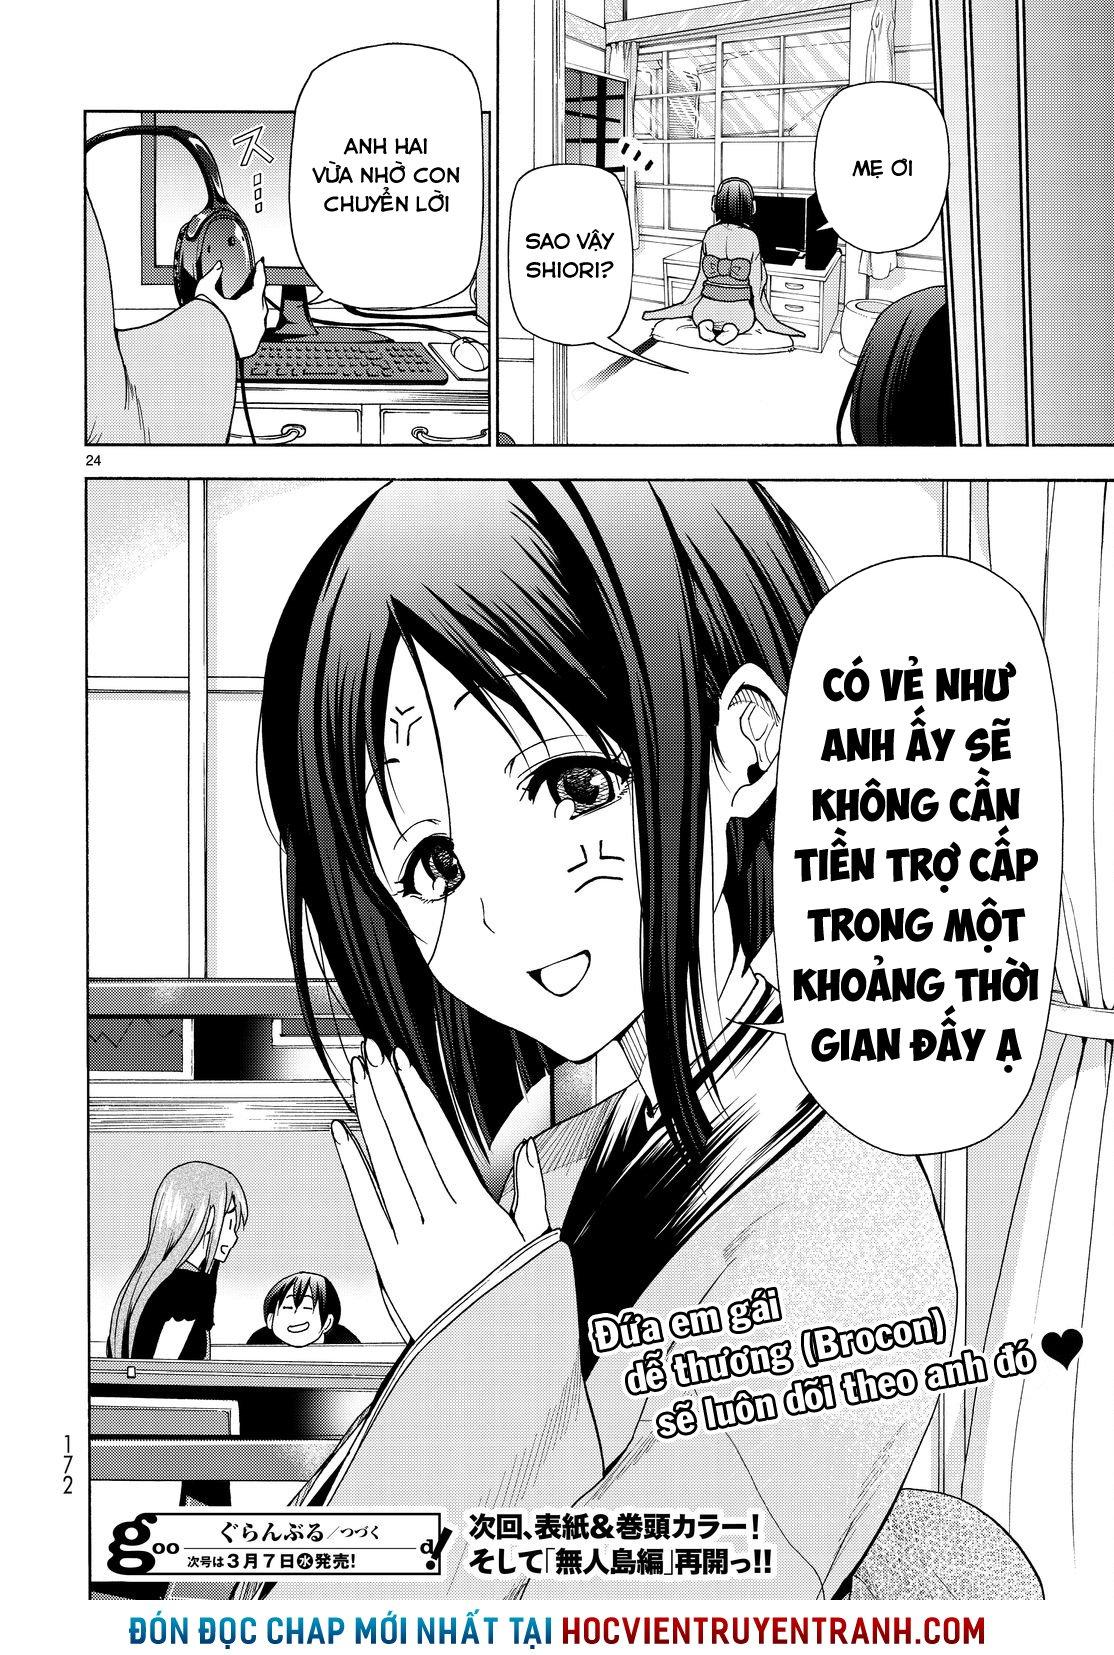 MẸ ƠI
SAO VẬY
SHIORI?
ANH HAI
VỪA NHỜ CON
CHUYỂN LỜI
ス…
24
CÓ VẺ NHƯ
ANH ẤY SẼ
KHÔNG CẦN
TIỀN TRỢ CẤP
TRONG MỘT
KHOẢNG THỜI
GIAN ĐẤY Ạ
Đứa em gái
dễ thương (Brocon)
sẽ luôn dõi theo anh đó
172
good!
ぐらんぶる/つづく
次号は3月7日㊌発売!
次回、表紙&巻頭カラー!
そして「無人島編」再開っ!!
ĐÓN ĐỌC CHAP MỚI NHẤT TẠI HOCVIENTRUYENTRANH.COM